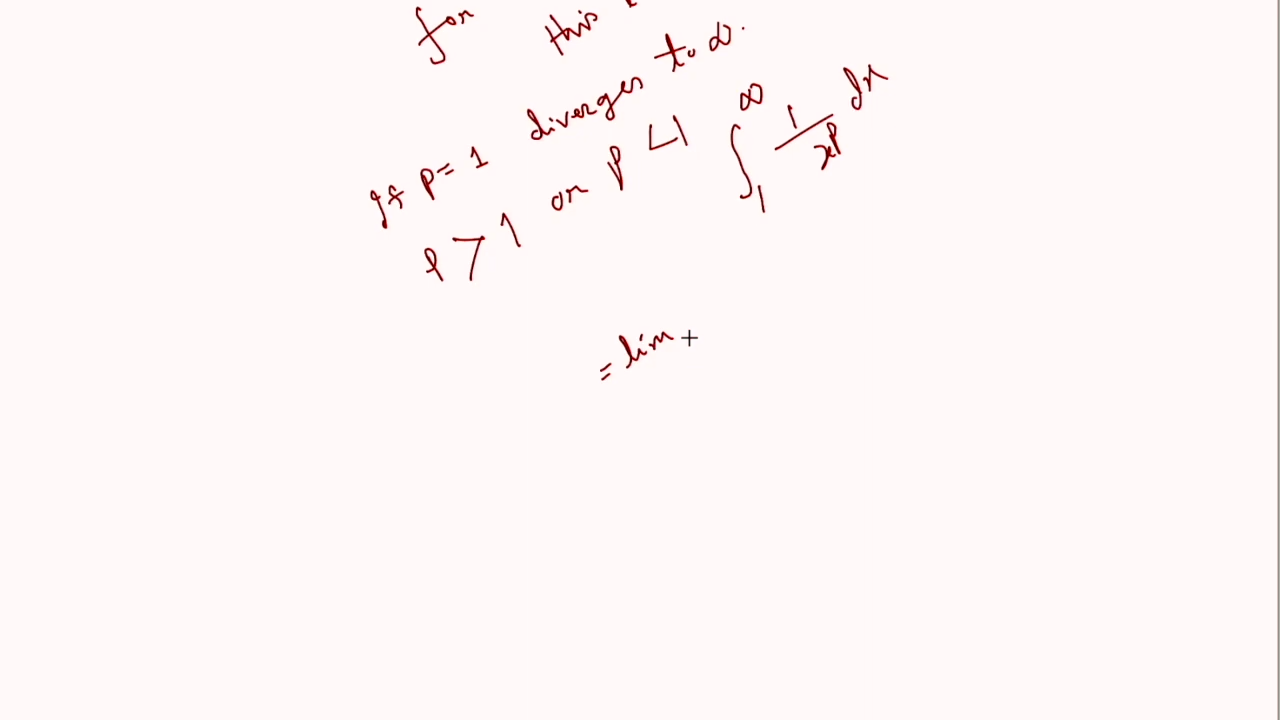 for this
If p = 1 diverges to ∞.
p > 1 or p < 1 ∫₁^∞ 1/x^p dx
= lim